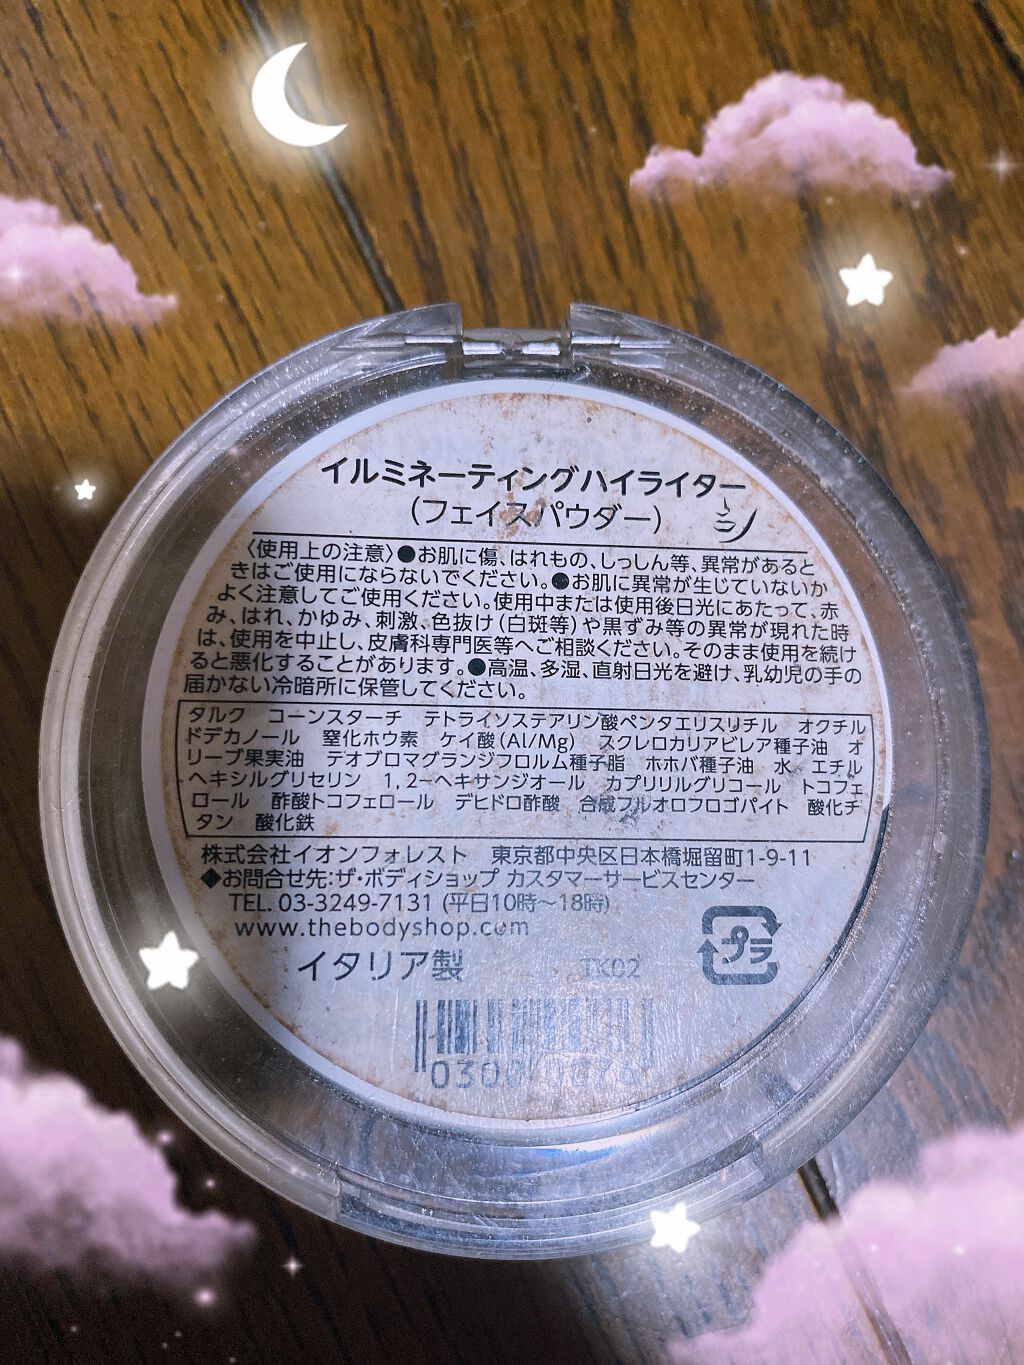 イルミネーティングハイライター
(フェイスパウダー)
〈使用上の注意〉●お肌に傷、はれもの、しっしん等、異常があると
きはご使用にならないでください。●お肌に異常が生じていないか
よく注意してご使用ください。使用中または使用後日光にあたって、赤
み、はれ、かゆみ、刺激、色抜け(白斑等)や黒ずみ等の異常が現れた時
は、使用を中止し、皮膚科専門医等へご相談ください。そのまま使用を続け
ると悪化することがあります。●高温、多湿、直射日光を避け、乳幼児の手の
届かない冷暗所に保管してください。
タルク　コーンスターチ　テトライソステアリン酸ペンタエリスリチル　オクチル
ドデカノール　窒化ホウ素　ケイ酸(Al/Mg)　スクレロカリアビレア種子油　オ
リーブ果実油　テオブロマグランジフロルム種子脂　ホホバ種子油　水　エチル
ヘキシルグリセリン　1,2-ヘキサンジオール　カプリリルグリコール　トコフェ
ロール　酢酸トコフェロール　デヒドロ酢酸　合成フルオロフロゴパイト　酸化チ
タン　酸化鉄
株式会社イオンフォレスト　東京都中央区日本橋堀留町1-9-11
◆お問合せ先:ザ・ボディショップ カスタマーサービスセンター
TEL. 03-3249-7131 (平日10時～18時)
www.thebodyshop.com
イタリア製　TK02
プラ